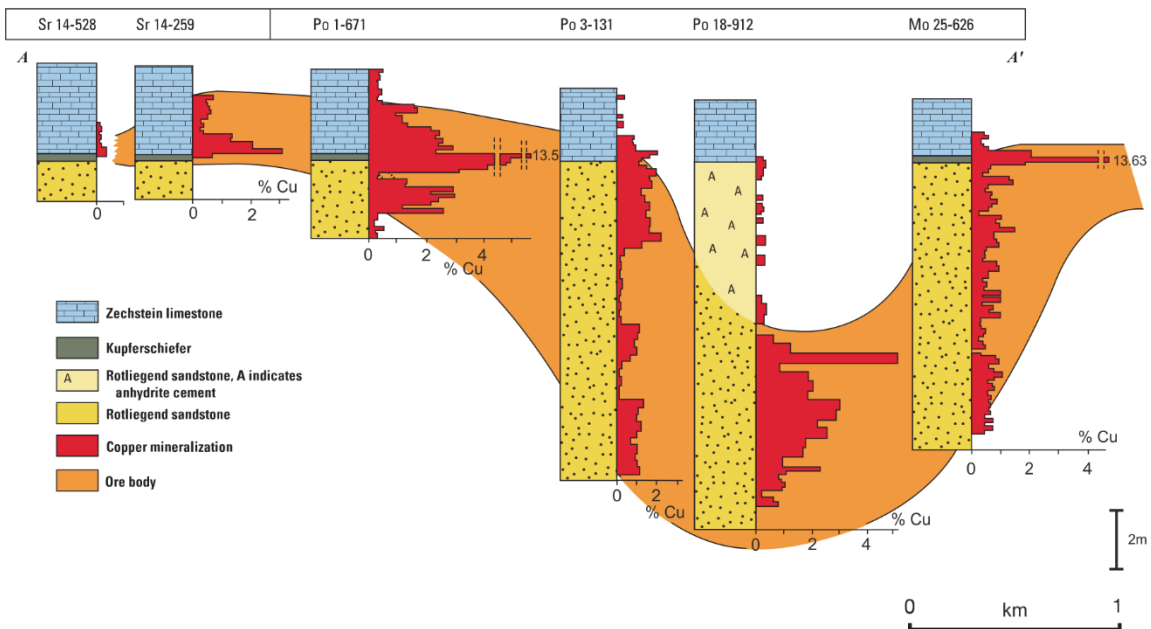 Sr 14-528 Sr 14-259 Po 1-671 Po 3-131 Po 18-912 Mo 25-626
A A′
13.5
13.63
0
% Cu
0 2
% Cu
0 2 4
% Cu
0 2
% Cu
0 2 4
% Cu
0 2 4
% Cu
Zechstein limestone
Kupferschiefer
A Rotliegend sandstone, A indicates
anhydrite cement
Rotliegend sandstone
Copper mineralization
Ore body
A A
A A
A A
A
2m
0 km 1